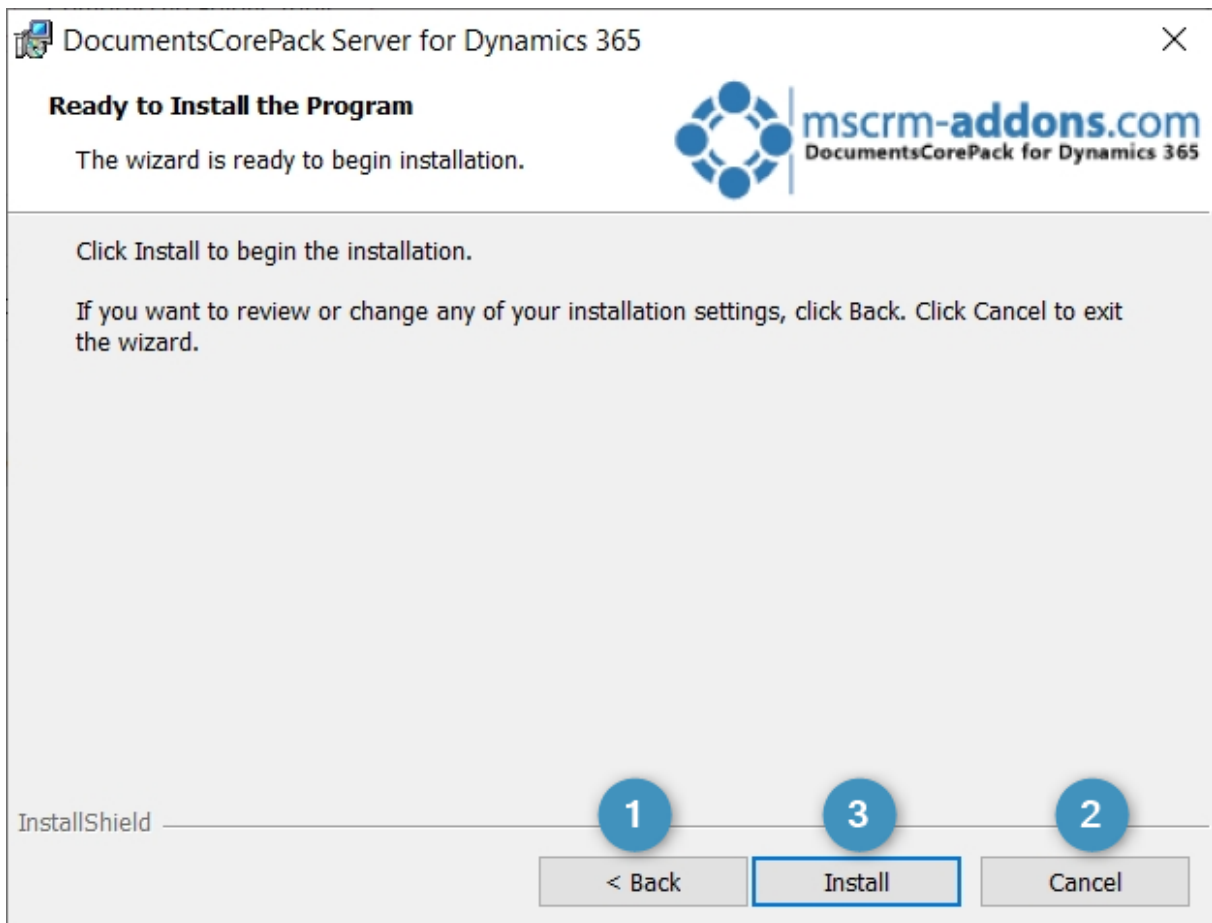 DocumentsCorePack Server for Dynamics 365
Ready to Install the Program
The wizard is ready to begin installation.
mscrm-addons.com
DocumentsCorePack for Dynamics 365
Click Install to begin the installation.
If you want to review or change any of your installation settings, click Back. Click Cancel to exit
the wizard.
InstallShield
1
3
2
< Back
Install
Cancel